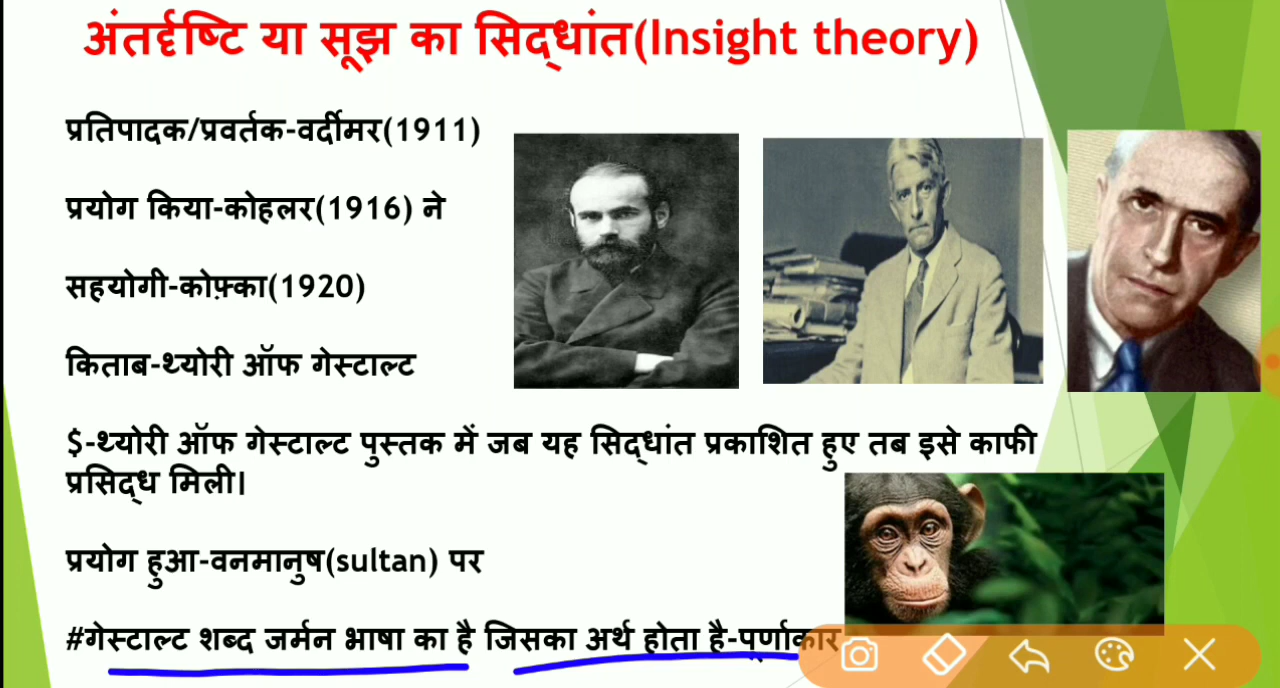 अंतर्दृष्टि या सूझ का सिद्धांत(Insight theory)
प्रतिपादक/प्रवर्तक-वर्दीमर(1911)
प्रयोग किया-कोहलर(1916) ने
सहयोगी-कोफ़्का(1920)
किताब-थ्योरी ऑफ गेस्टाल्ट
$-थ्योरी ऑफ गेस्टाल्ट पुस्तक में जब यह सिद्धांत प्रकाशित हुए तब इसे काफी
प्रसिद्ध मिली।
प्रयोग हुआ-वनमानुष(sultan) पर
#गेस्टाल्ट शब्द जर्मन भाषा का है जिसका अर्थ होता है-पूर्णाकार